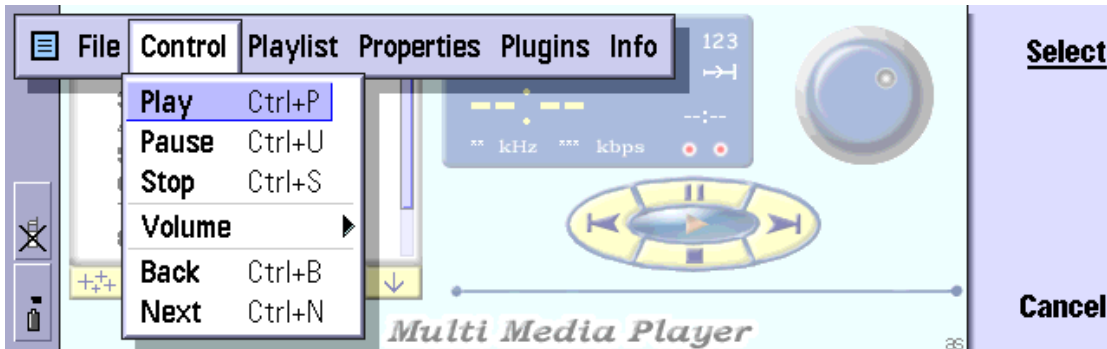 File Control Playlist Properties Plugins Info
123
Select
Play Ctrl+P
Pause Ctrl+U
Stop Ctrl+S
Volume
Back Ctrl+B
Next Ctrl+N
--:--
--:--
** kHz *** kbps
Cancel
Multi Media Player
as